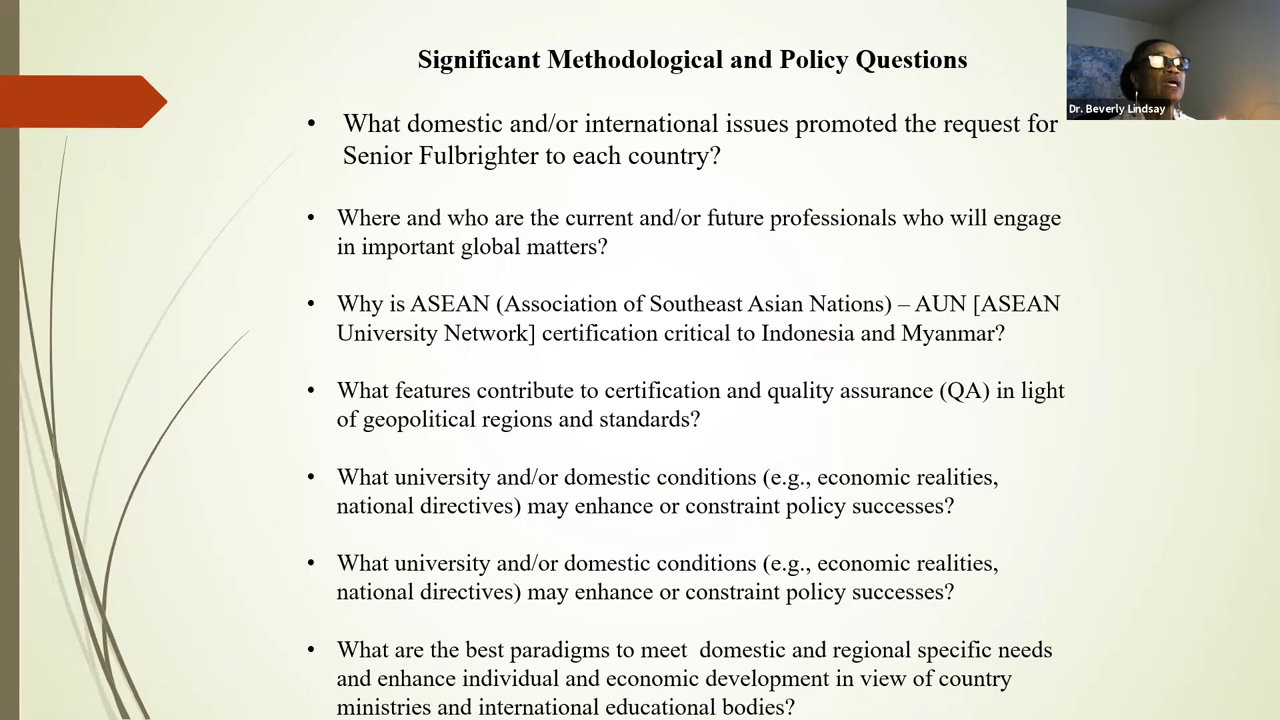 Significant Methodological and Policy Questions
Dr. Beverly Lindsay
• What domestic and/or international issues promoted the request for
Senior Fulbrighter to each country?
• Where and who are the current and/or future professionals who will engage
in important global matters?
• Why is ASEAN (Association of Southeast Asian Nations) – AUN [ASEAN
University Network] certification critical to Indonesia and Myanmar?
• What features contribute to certification and quality assurance (QA) in light
of geopolitical regions and standards?
• What university and/or domestic conditions (e.g., economic realities,
national directives) may enhance or constraint policy successes?
• What university and/or domestic conditions (e.g., economic realities,
national directives) may enhance or constraint policy successes?
• What are the best paradigms to meet  domestic and regional specific needs
and enhance individual and economic development in view of country
ministries and international educational bodies?